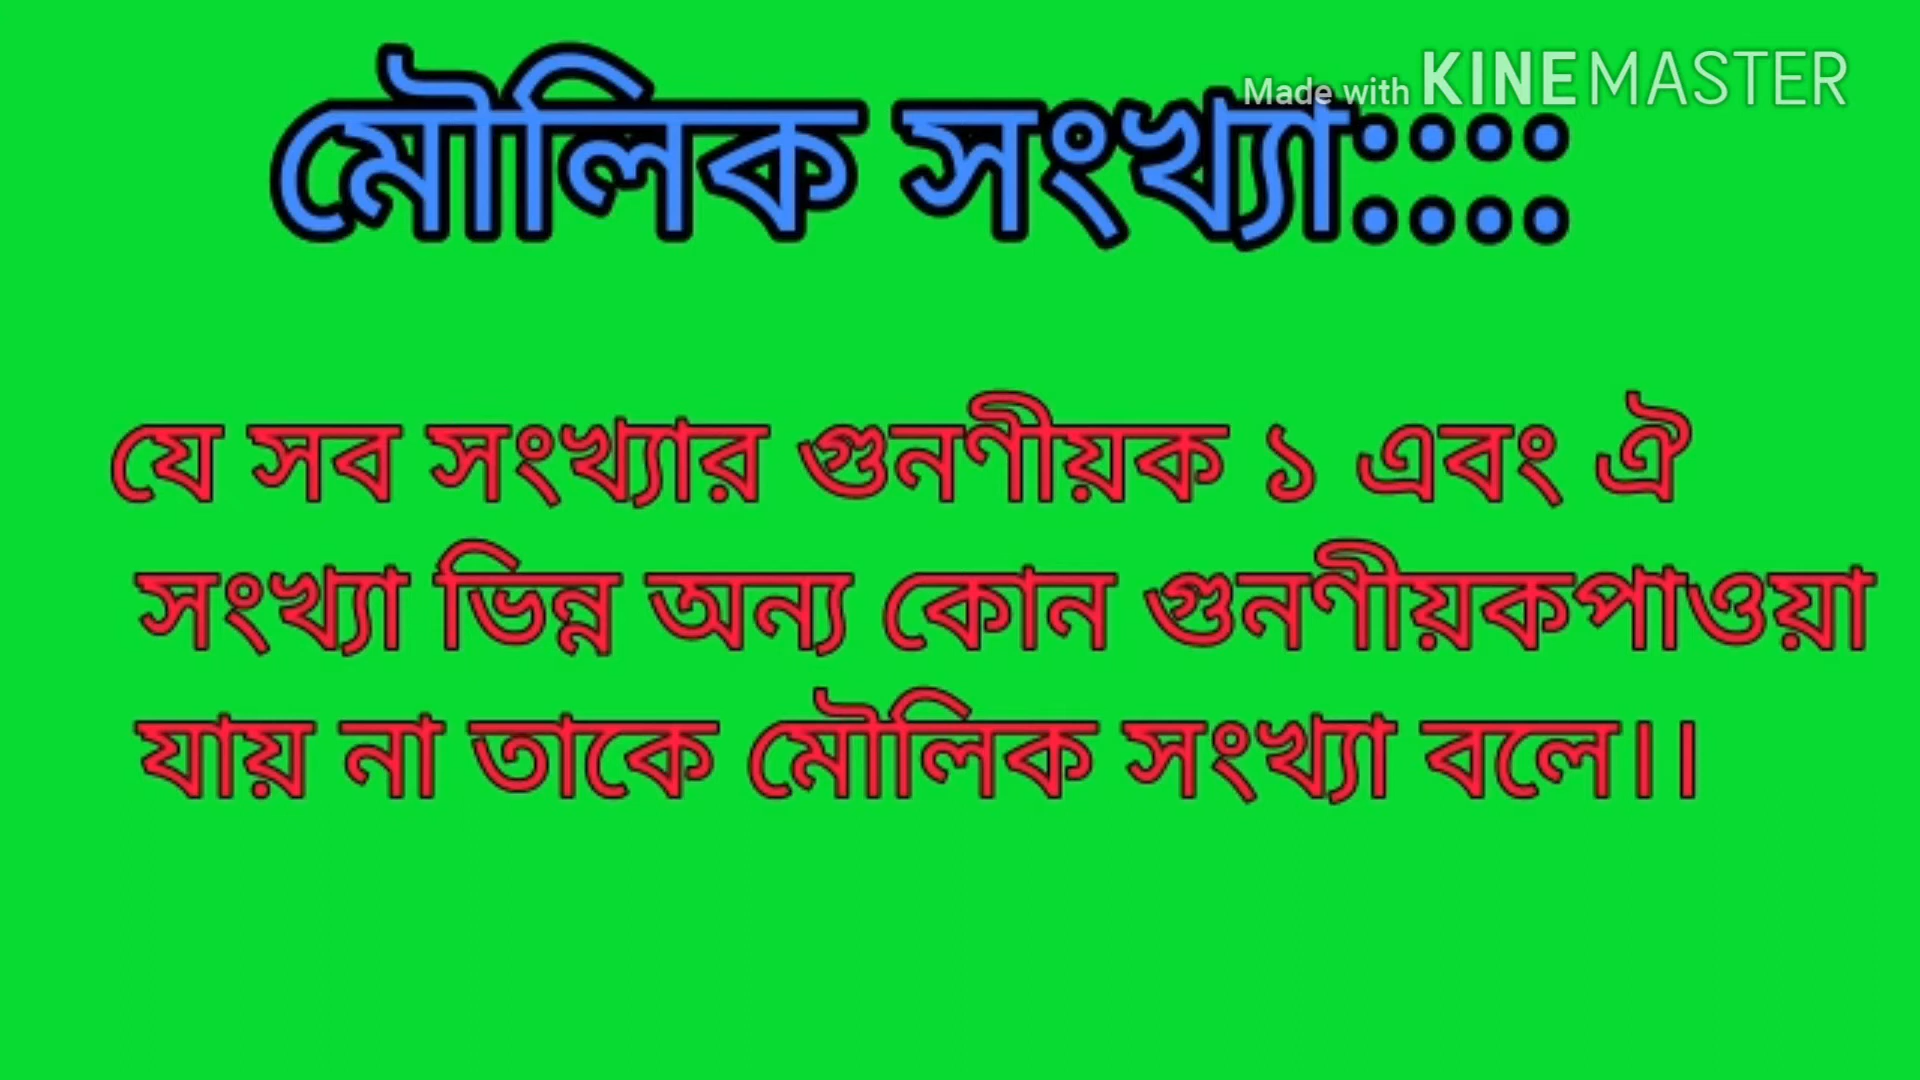 Made with KINEMASTER
মৌলিক সংখ্যা::::
যে সব সংখ্যার গুনণীয়ক ১ এবং ঐ
সংখ্যা ভিন্ন অন্য কোন গুনণীয়কপাওয়া
যায় না তাকে মৌলিক সংখ্যা বলে।।